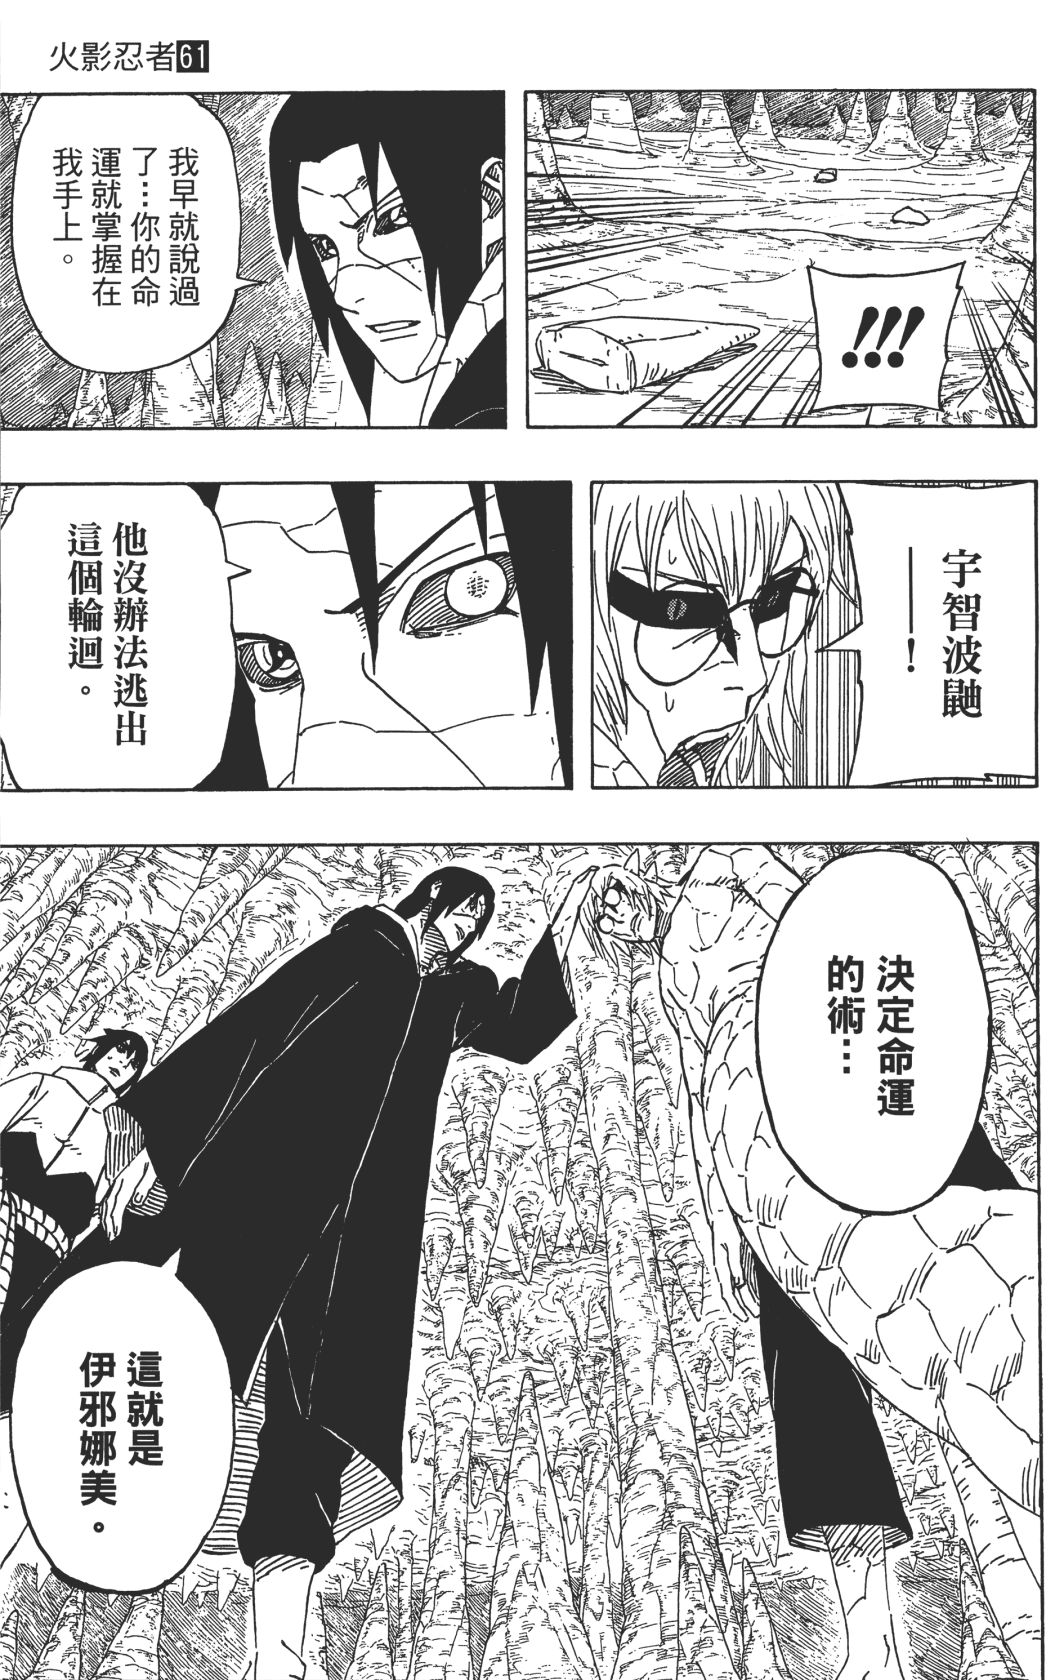 火影忍者61
!!!
我早就說過
了…你的命
運就掌握在
我手上。
宇智波鼬
——!
他沒辦法逃出
這個輪迴。
決定命運
的術…
這就是
伊邪娜美。